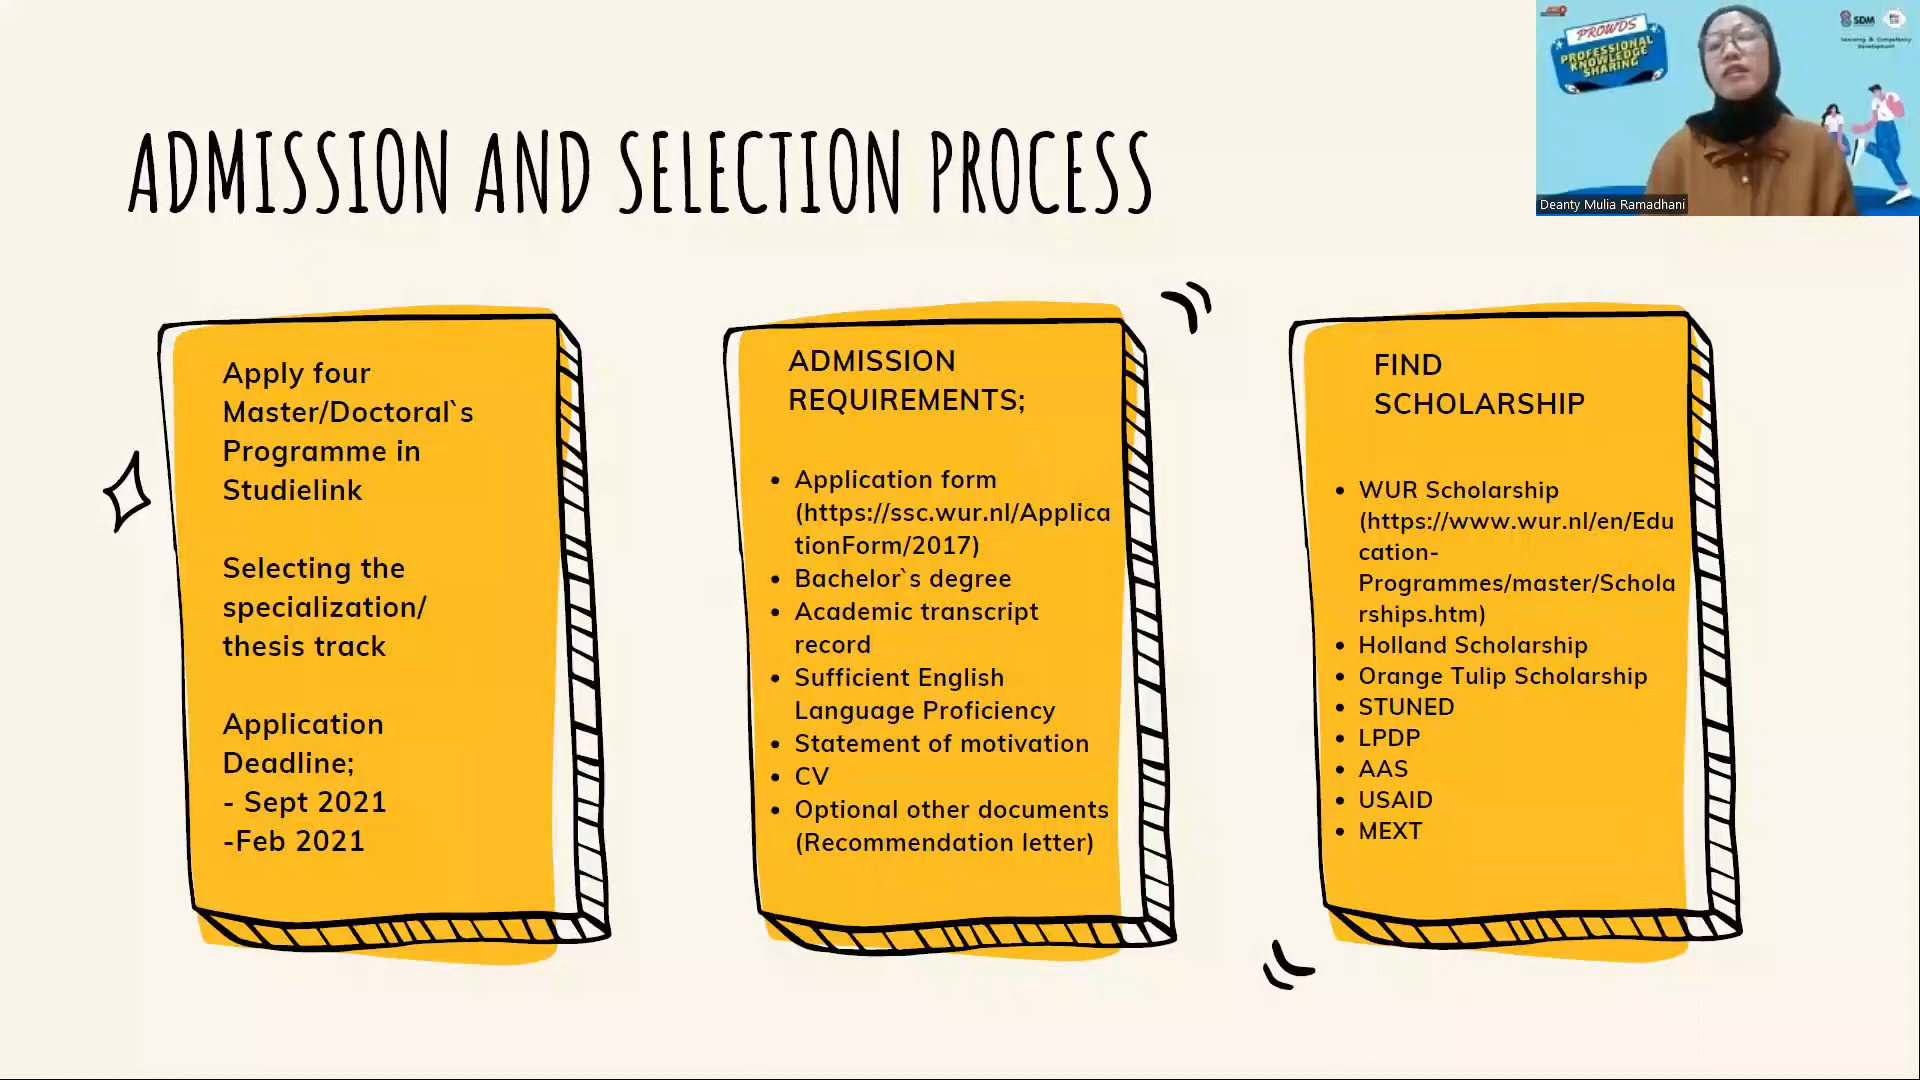 ADMISSION AND SELECTION PROCESS
PROWDS
PROFESSIONAL
KNOWLEDGE
SHARING
SDM
Learning & Competency
Development
Deanty Mulia Ramadhani
Apply four
Master/Doctoral`s
Programme in
Studielink
Selecting the
specialization/
thesis track
Application
Deadline;
- Sept 2021
-Feb 2021
ADMISSION
REQUIREMENTS;
• Application form
(https://ssc.wur.nl/Applica
tionForm/2017)
• Bachelor`s degree
• Academic transcript
record
• Sufficient English
Language Proficiency
• Statement of motivation
• CV
• Optional other documents
(Recommendation letter)
FIND
SCHOLARSHIP
• WUR Scholarship
(https://www.wur.nl/en/Edu
cation-
Programmes/master/Schola
rships.htm)
• Holland Scholarship
• Orange Tulip Scholarship
• STUNED
• LPDP
• AAS
• USAID
• MEXT